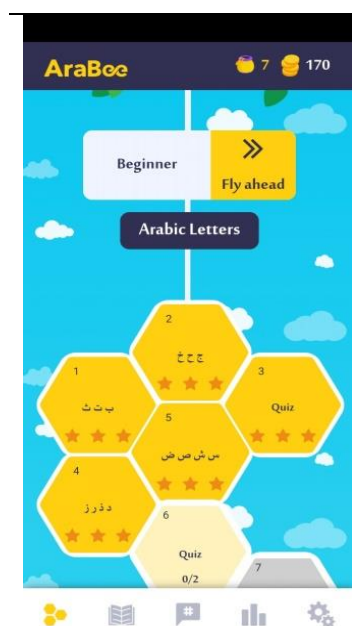 AraBee 7 170
Beginner
Fly ahead
Arabic Letters
2
ج ح خ
1
ب ت ث
3
Quiz
5
س ش ص ض
4
د ذ ر ز
6
Quiz
0/2
7
#